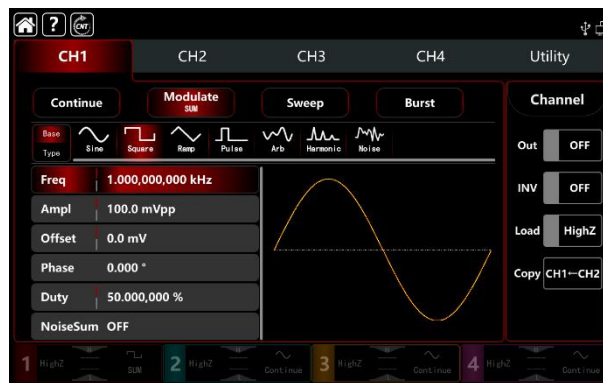 ? CNT
CH1 CH2 CH3 CH4 Utility
Continue Modulate Sweep Burst Channel
SUM
Base
Type Sine Square Ramp Pulse Arb Harmonic Noise
Out OFF
Freq 1.000,000,000 kHz
INV OFF
Ampl 100.0 mVpp
Offset 0.0 mV
Load HighZ
Phase 0.000 °
Copy CH1←CH2
Duty 50.000,000 %
NoiseSum OFF
1 HighZ SUM 2 HighZ Continue 3 HighZ Continue 4 HighZ Continue